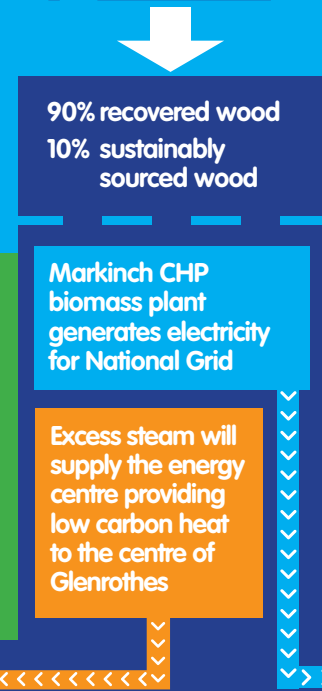 90% recovered wood
10% sustainably
sourced wood
Markinch CHP
biomass plant
generates electricity
for National Grid
Excess steam will
supply the energy
centre providing
low carbon heat
to the centre of
Glenrothes